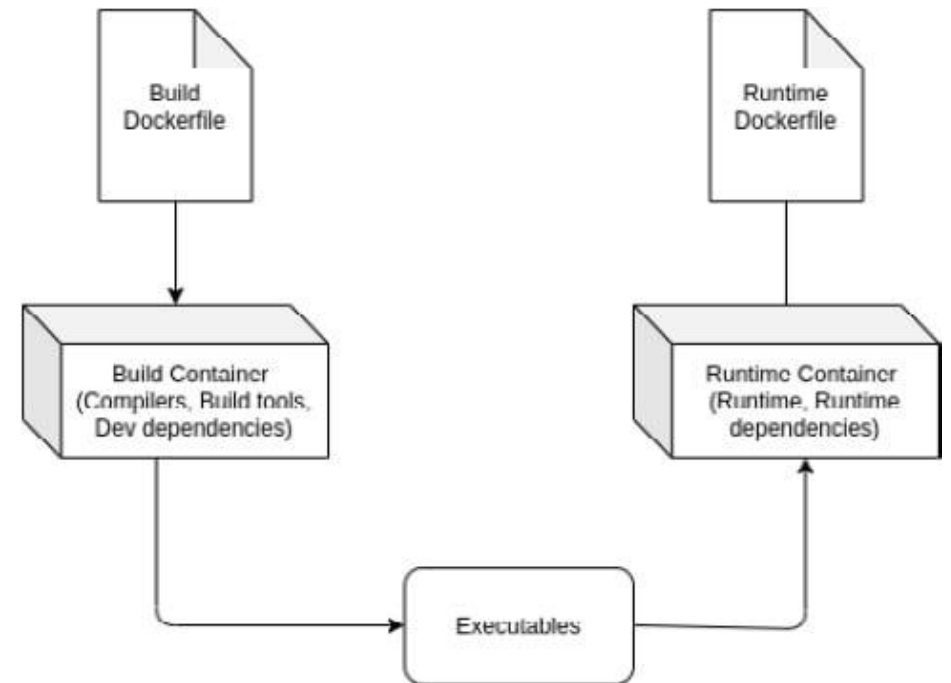 Build
Dockerfile
Runtime
Dockerfile
Build Container
(Compilers, Build tools,
Dev dependencies)
Runtime Container
(Runtime, Runtime
dependencies)
Executables